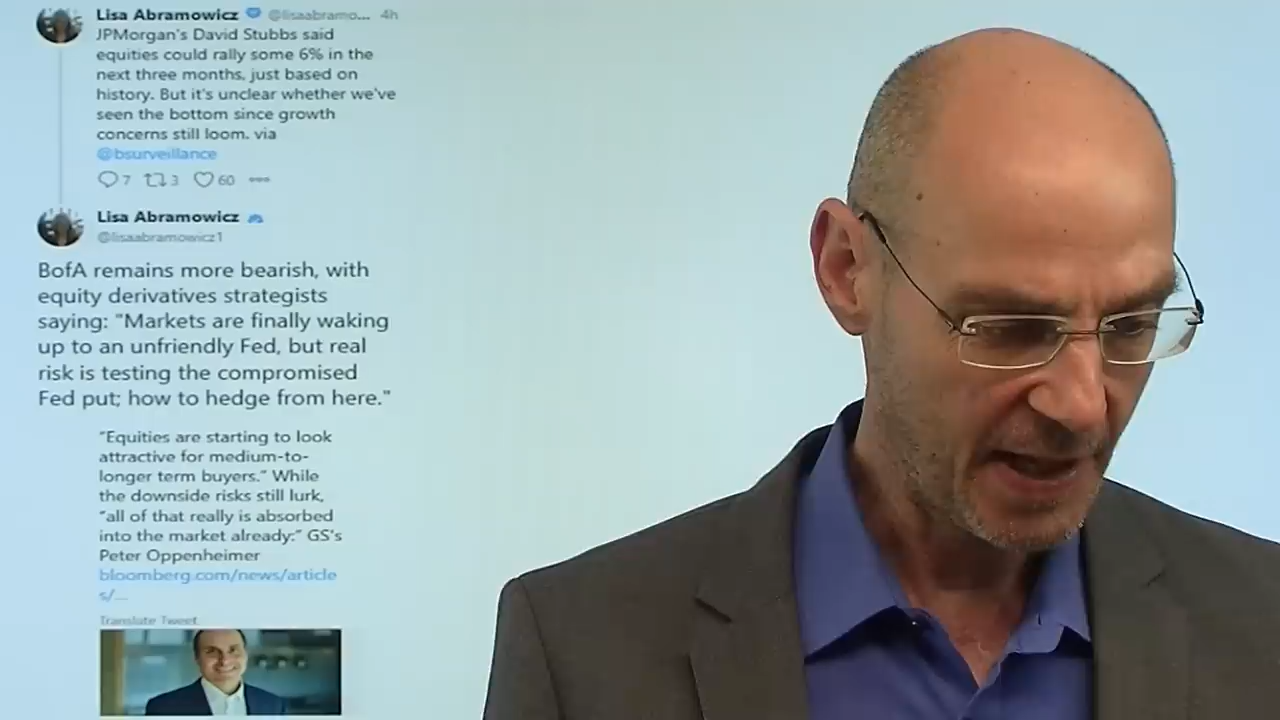 Lisa Abramowicz @lisaabramo... 4h
JPMorgan's David Stubbs said
equities could rally some 6% in the
next three months, just based on
history. But it's unclear whether we've
seen the bottom since growth
concerns still loom. via
@bsurveillance
7 3 60
Lisa Abramowicz
@lisaabramowicz1
BofA remains more bearish, with
equity derivatives strategists
saying: "Markets are finally waking
up to an unfriendly Fed, but real
risk is testing the compromised
Fed put; how to hedge from here."
"Equities are starting to look
attractive for medium-to-
longer term buyers." While
the downside risks still lurk,
"all of that really is absorbed
into the market already:" GS's
Peter Oppenheimer
bloomberg.com/news/article
s/...
Translate Tweet